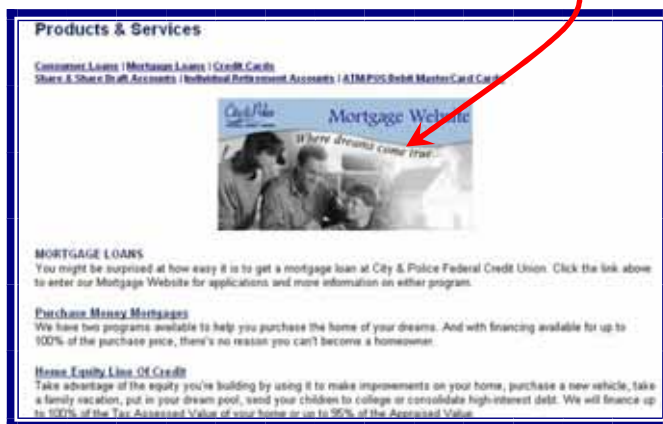 Products & Services
Consumer Loans | Mortgage Loans | Credit Cards
Share & Share Draft Accounts | Individual Retirement Accounts | ATM/POS Debit MasterCard Cards
City & Police
Mortgage Website
Where dreams come true...
MORTGAGE LOANS
You might be surprised at how easy it is to get a mortgage loan at City & Police Federal Credit Union. Click the link above
to enter our Mortgage Website for applications and more information on either program.
Purchase Money Mortgages
We have two programs available to help you purchase the home of your dreams. And with financing available for up to
100% of the purchase price, there's no reason you can't become a homeowner.
Home Equity Line Of Credit
Take advantage of the equity you're building by using it to make improvements on your home, purchase a new vehicle, take
a family vacation, put in your dream pool, send your children to college or consolidate high-interest debt. We will finance up
to 100% of the Tax Assessed Value of your home or up to 95% of the Appraised Value